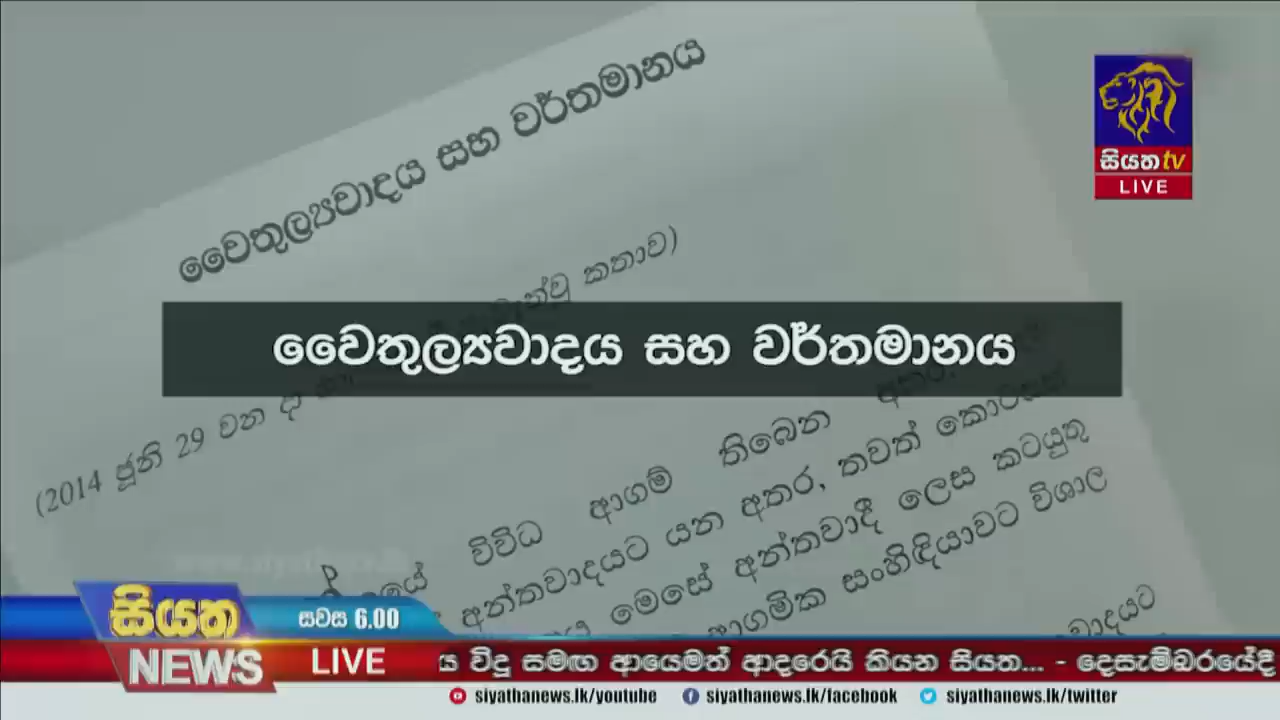 වෛතුල්‍යවාදය සහ වර්තමානය
සියත tv
LIVE
කතාව)
වෛතුල්‍යවාදය සහ වර්තමානය
(2014 ජූනි 29 වන දා
විවිධ ආගම් තිබෙන අතර,
අන්තවාදයට යන අතර, තවත්
මෙසේ අන්තවාදී ලෙස කටයුතු
ආගමික සංහිඳියාවට විශාල
සියත
NEWS
සවස 6.00
LIVE
ය විදූ සමඟ ආයෙමත් ආදරෙයි කියන සියත... - දෙසැම්බරයේදී
siyathanews.lk/youtube
siyathanews.lk/facebook
siyathanews.lk/twitter